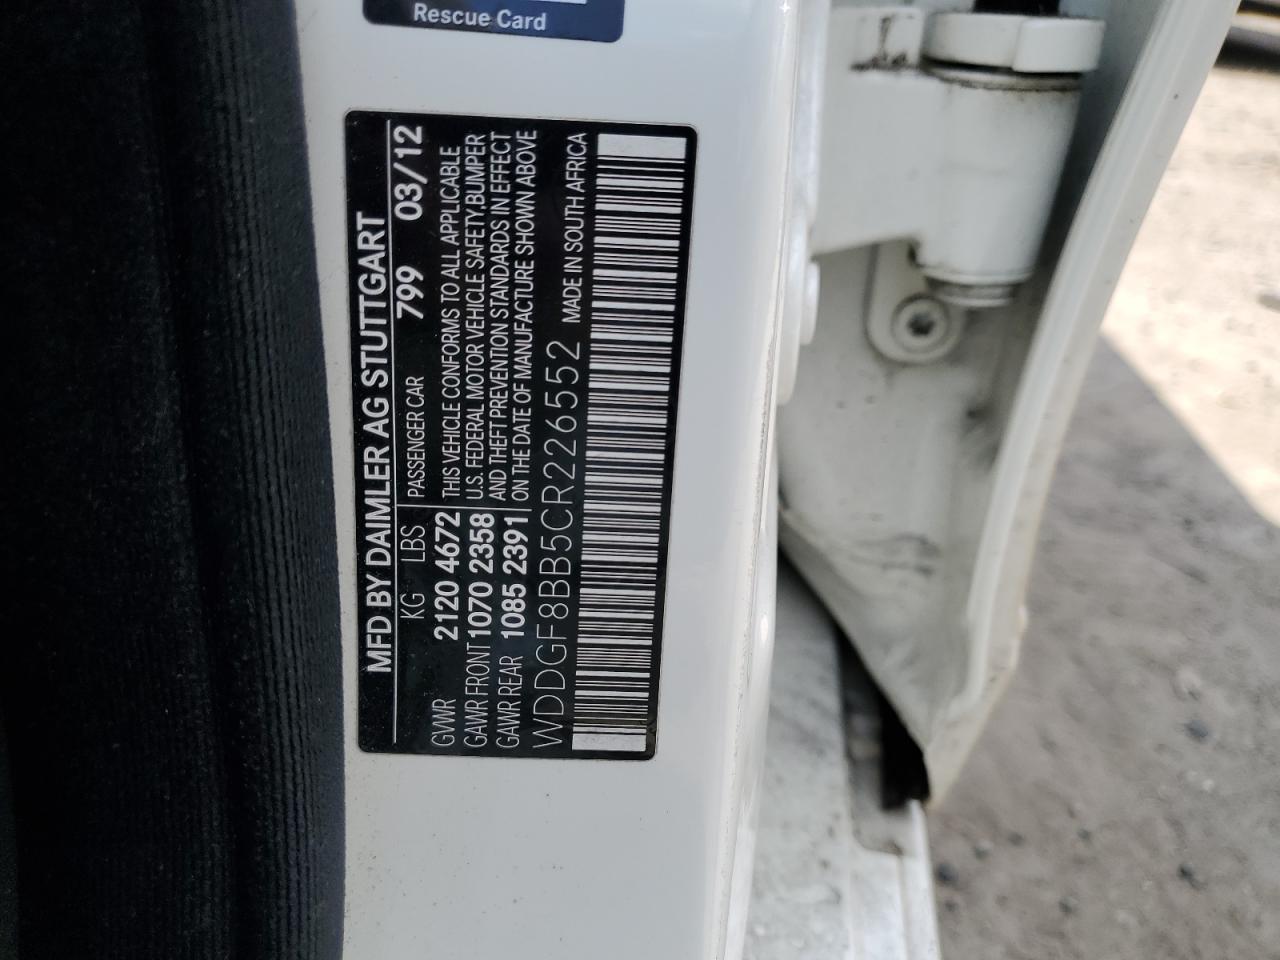 Rescue Card
MFD BY DAIMLER AG STUTTGART
KG LBS PASSENGER CAR 799 03/12
GVWR 2120 4672 THIS VEHICLE CONFORMS TO ALL APPLICABLE
GAWR FRONT 1070 2358 U.S. FEDERAL MOTOR VEHICLE SAFETY,BUMPER
GAWR REAR 1085 2391 AND THEFT PREVENTION STANDARDS IN EFFECT
ON THE DATE OF MANUFACTURE SHOWN ABOVE
WDDGF8BB5CR226552 MADE IN SOUTH AFRICA